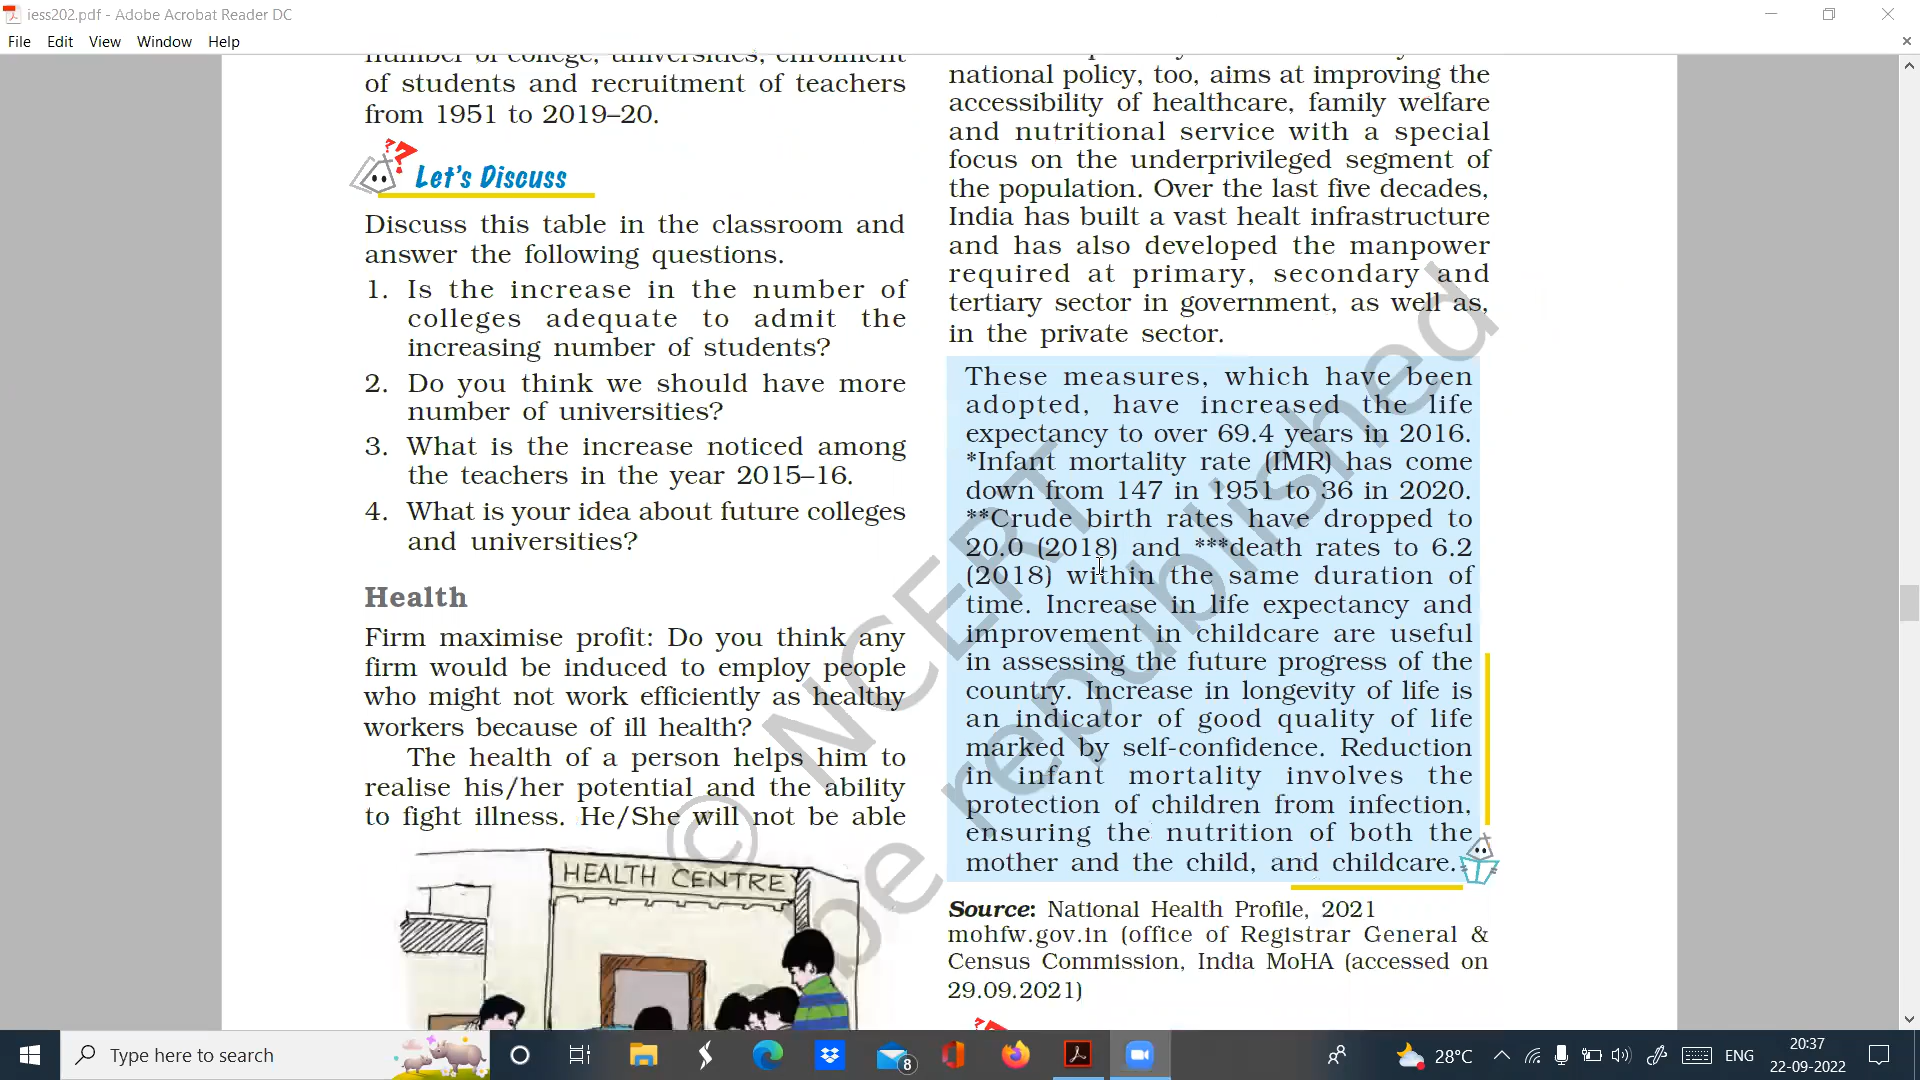 iess202.pdf - Adobe Acrobat Reader DC
File Edit View Window Help
number of college, universities, enrolment
of students and recruitment of teachers
from 1951 to 2019–20.
Let's Discuss
Discuss this table in the classroom and
answer the following questions.
1. Is the increase in the number of
colleges adequate to admit the
increasing number of students?
2. Do you think we should have more
number of universities?
3. What is the increase noticed among
the teachers in the year 2015–16.
4. What is your idea about future colleges
and universities?
Health
Firm maximise profit: Do you think any
firm would be induced to employ people
who might not work efficiently as healthy
workers because of ill health?
The health of a person helps him to
realise his/her potential and the ability
to fight illness. He/She will not be able
HEALTH CENTRE
national policy, too, aims at improving the
accessibility of healthcare, family welfare
and nutritional service with a special
focus on the underprivileged segment of
the population. Over the last five decades,
India has built a vast healt infrastructure
and has also developed the manpower
required at primary, secondary and
tertiary sector in government, as well as,
in the private sector.
These measures, which have been
adopted, have increased the life
expectancy to over 69.4 years in 2016.
*Infant mortality rate (IMR) has come
down from 147 in 1951 to 36 in 2020.
**Crude birth rates have dropped to
20.0 (2018) and ***death rates to 6.2
(2018) within the same duration of
time. Increase in life expectancy and
improvement in childcare are useful
in assessing the future progress of the
country. Increase in longevity of life is
an indicator of good quality of life
marked by self-confidence. Reduction
in infant mortality involves the
protection of children from infection,
ensuring the nutrition of both the
mother and the child, and childcare.
Source: National Health Profile, 2021
mohfw.gov.in (office of Registrar General &
Census Commission, India MoHA (accessed on
29.09.2021)
© NCERT
be republished
Type here to search
8
28°C
ENG
20:37
22-09-2022